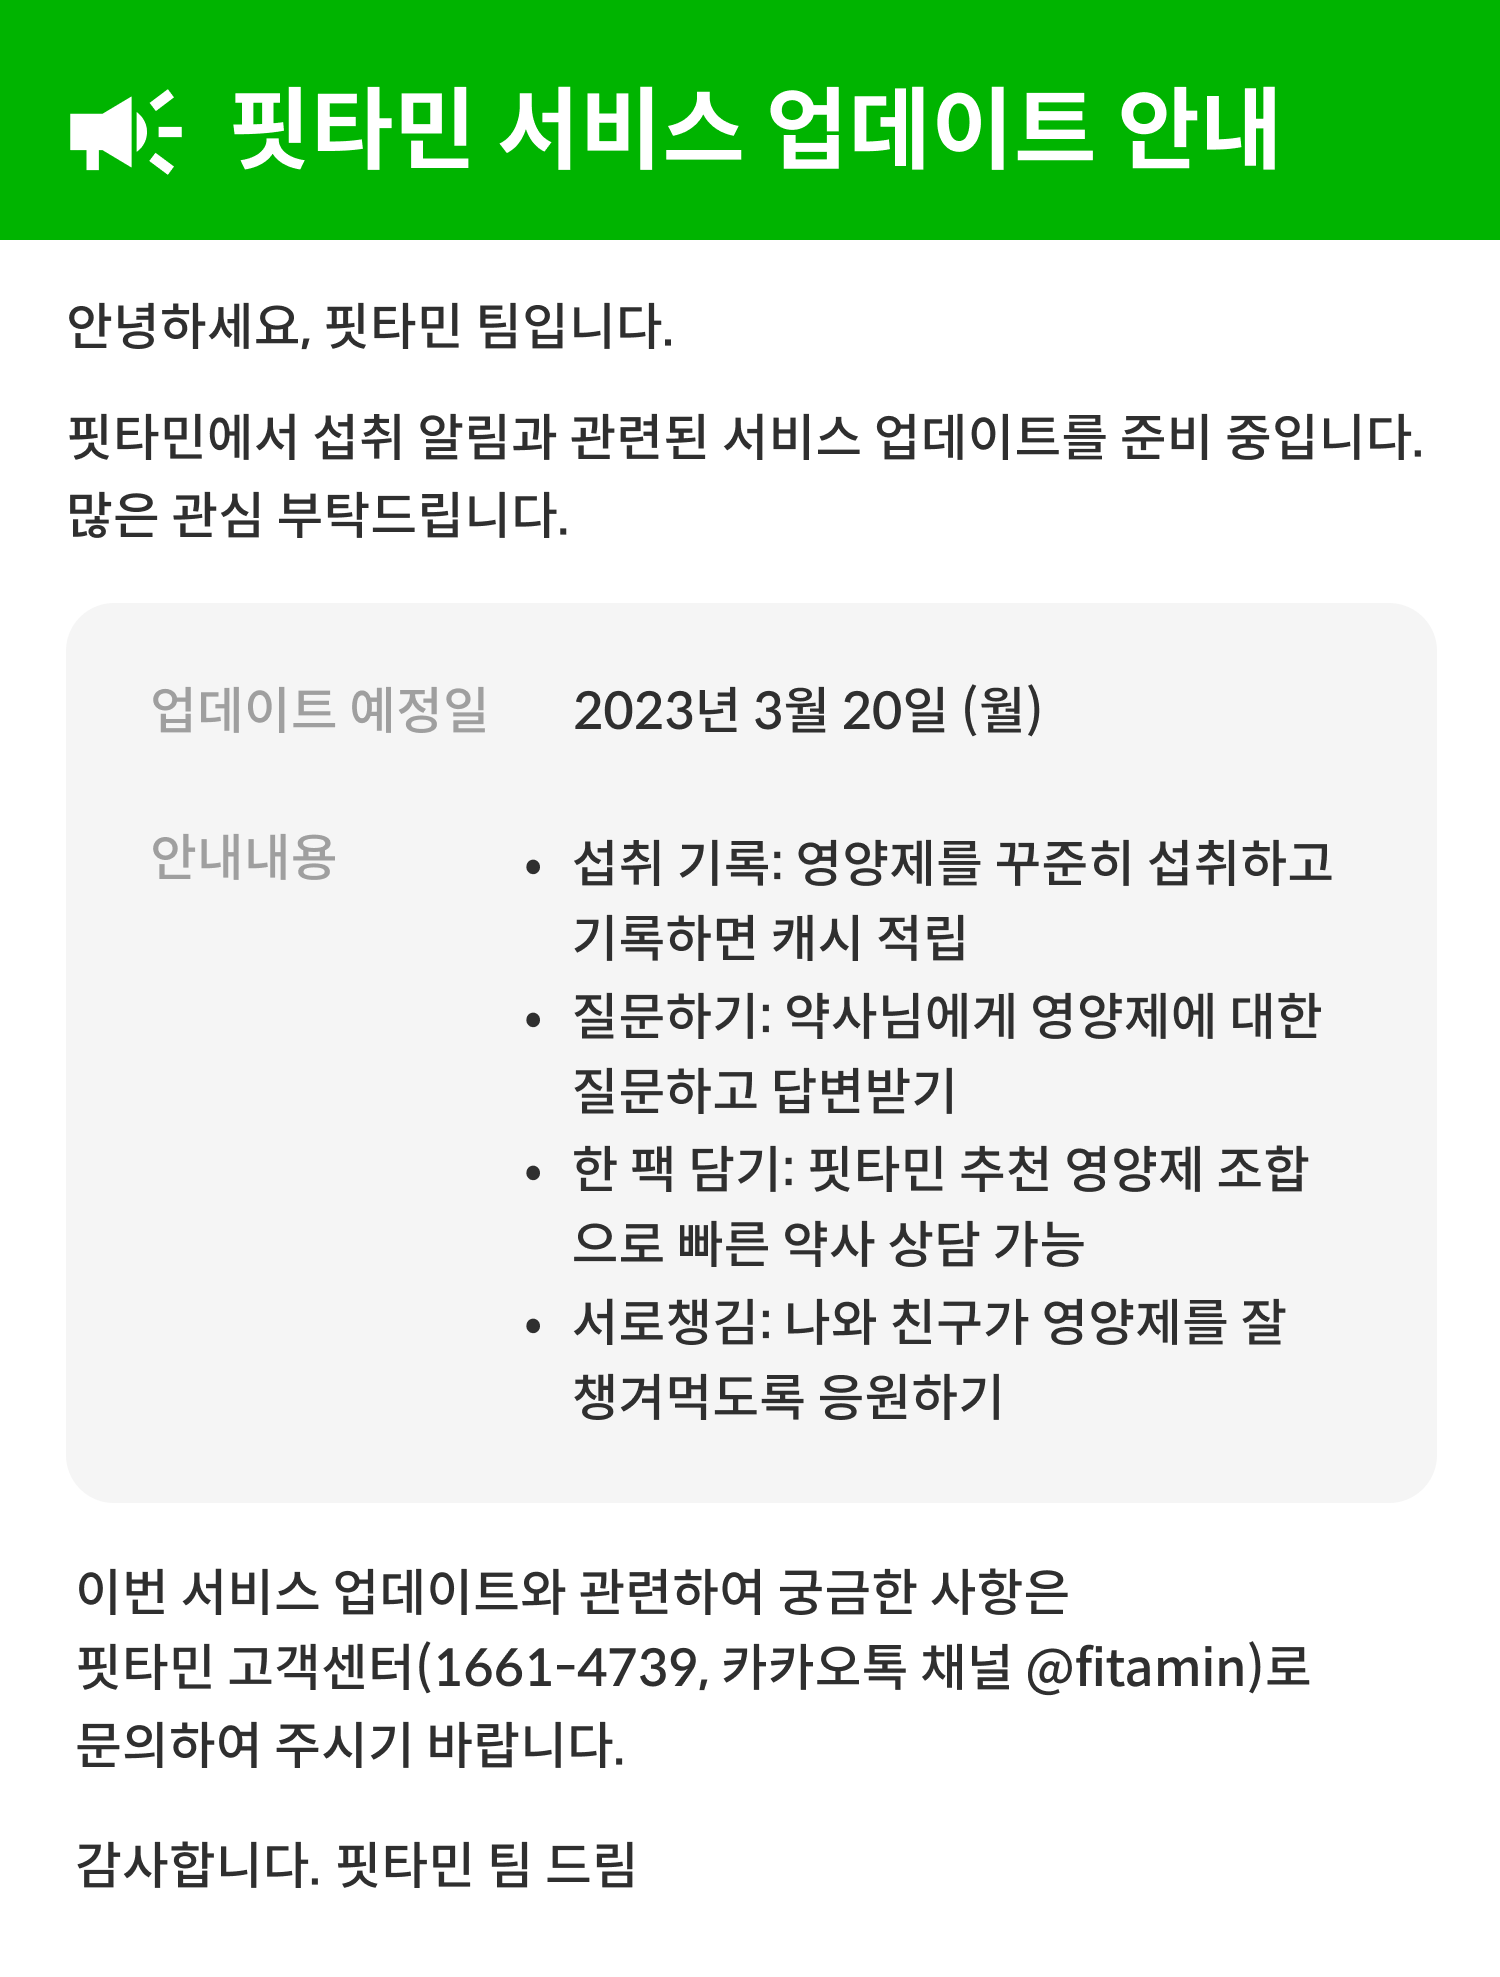 핏타민 서비스 업데이트 안내
안녕하세요, 핏타민 팀입니다.
핏타민에서 섭취 알림과 관련된 서비스 업데이트를 준비 중입니다.
많은 관심 부탁드립니다.
업데이트 예정일 2023년 3월 20일 (월)
안내내용
• 섭취 기록: 영양제를 꾸준히 섭취하고
기록하면 캐시 적립
• 질문하기: 약사님에게 영양제에 대한
질문하고 답변받기
• 한 팩 담기: 핏타민 추천 영양제 조합
으로 빠른 약사 상담 가능
• 서로챙김: 나와 친구가 영양제를 잘
챙겨먹도록 응원하기
이번 서비스 업데이트와 관련하여 궁금한 사항은
핏타민 고객센터(1661-4739, 카카오톡 채널 @fitamin)로
문의하여 주시기 바랍니다.
감사합니다. 핏타민 팀 드림